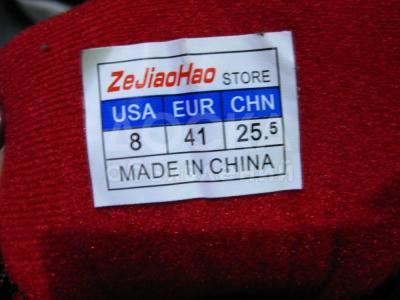 ZeJiaoHao STORE
USA EUR CHN
8 41 25.5
MADE IN CHINA